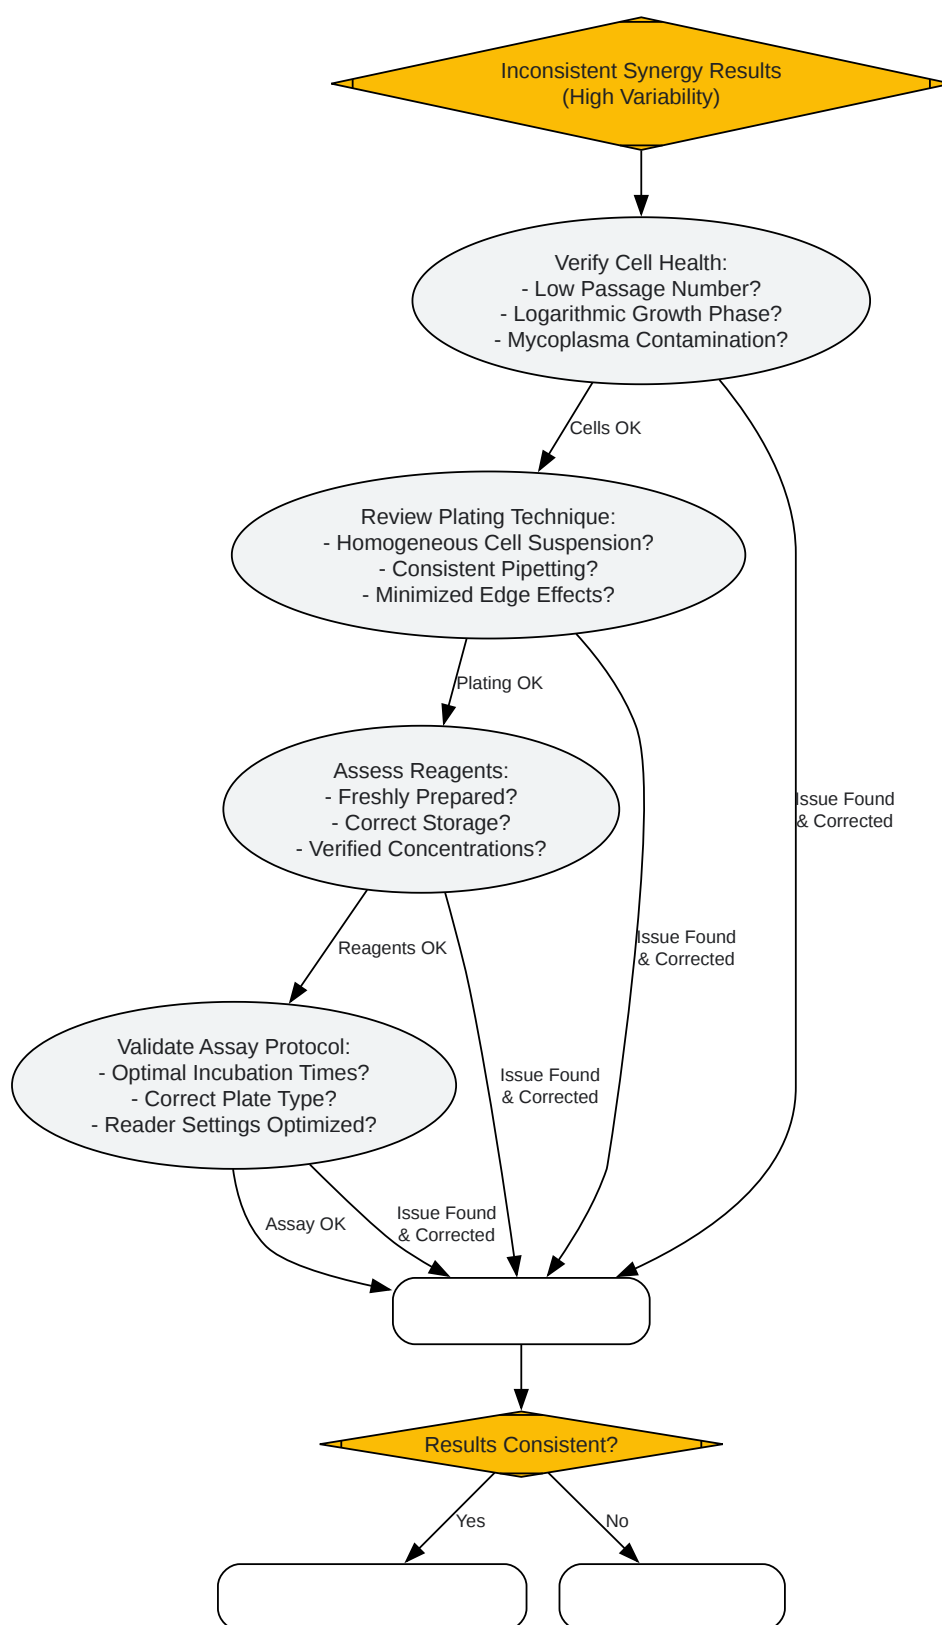 Inconsistent Synergy Results
(High Variability)
Verify Cell Health:
- Low Passage Number?
- Logarithmic Growth Phase?
- Mycoplasma Contamination?
Cells OK
Review Plating Technique:
- Homogeneous Cell Suspension?
- Consistent Pipetting?
- Minimized Edge Effects?
Plating OK
Assess Reagents:
- Freshly Prepared?
- Correct Storage?
- Verified Concentrations?
Issue Found
& Corrected
Reagents OK
Issue Found
& Corrected
Validate Assay Protocol:
- Optimal Incubation Times?
- Correct Plate Type?
- Reader Settings Optimized?
Issue Found
& Corrected
Assay OK
Issue Found
& Corrected
Results Consistent?
Yes
No